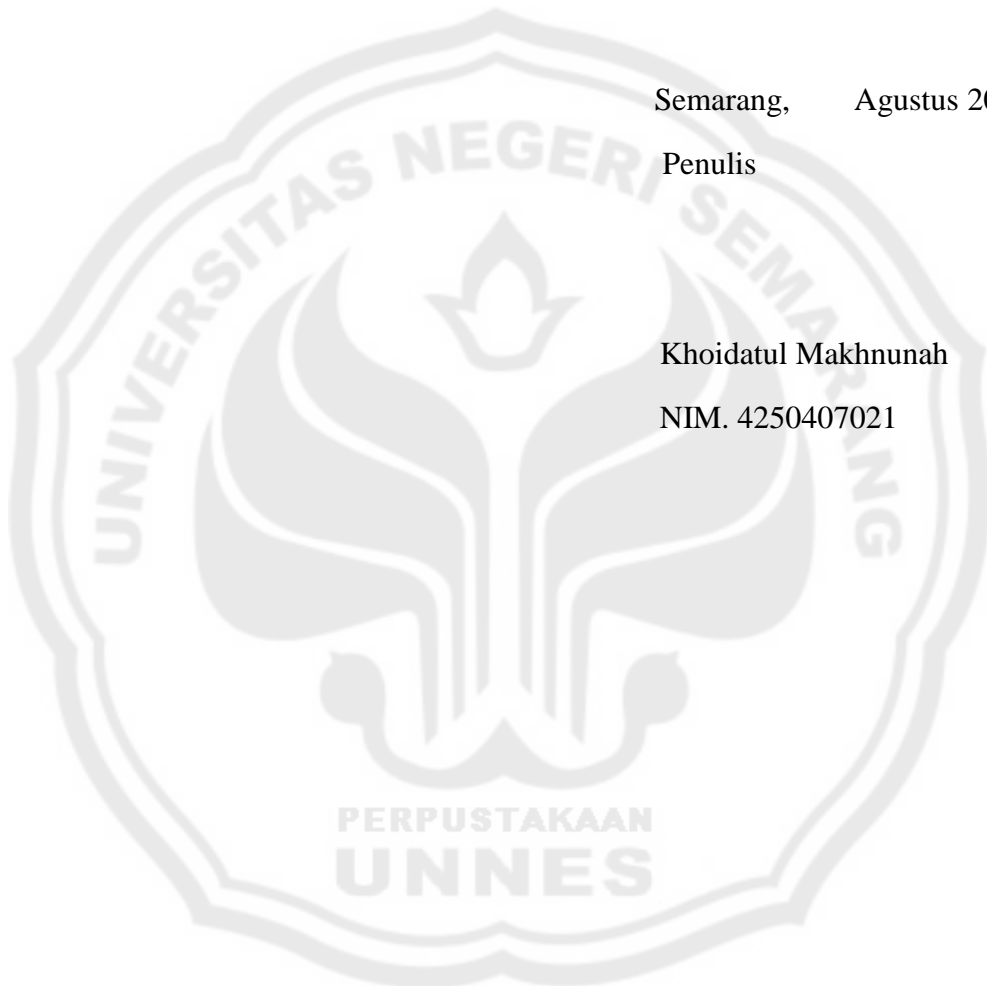 Semarang, Agustus 20
Penulis
Khoidatul Makhnunah
NIM. 4250407021
UNIVERSITAS NEGERI SEMARANG
PERPUSTAKAAN
UNNES